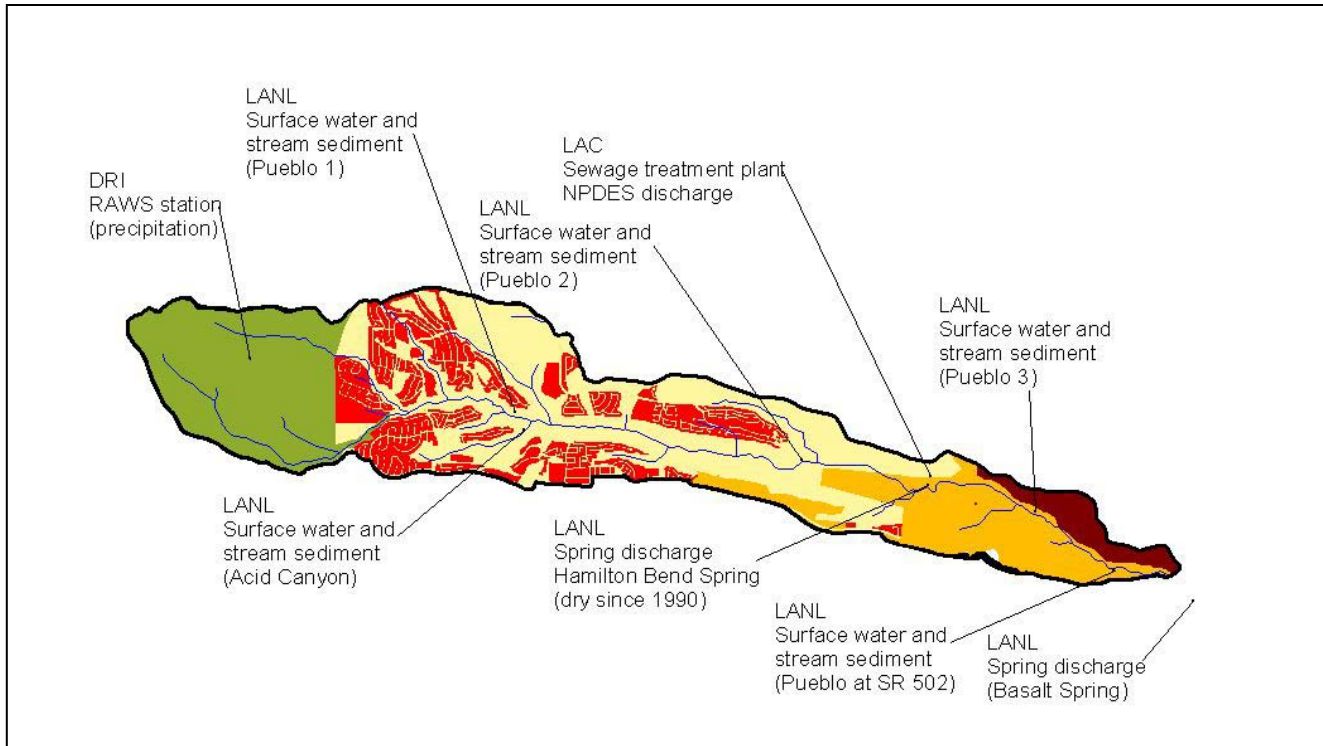 LANL
Surface water and
stream sediment
(Pueblo 1)
DRI
RAWS station
(precipitation)
LAC
Sewage treatment plant
NPDES discharge
LANL
Surface water and
stream sediment
(Pueblo 2)
LANL
Surface water and
stream sediment
(Pueblo 3)
LANL
Surface water and
stream sediment
(Acid Canyon)
LANL
Spring discharge
Hamilton Bend Spring
(dry since 1990)
LANL
Surface water and
stream sediment
(Pueblo at SR 502)
LANL
Spring discharge
(Basalt Spring)